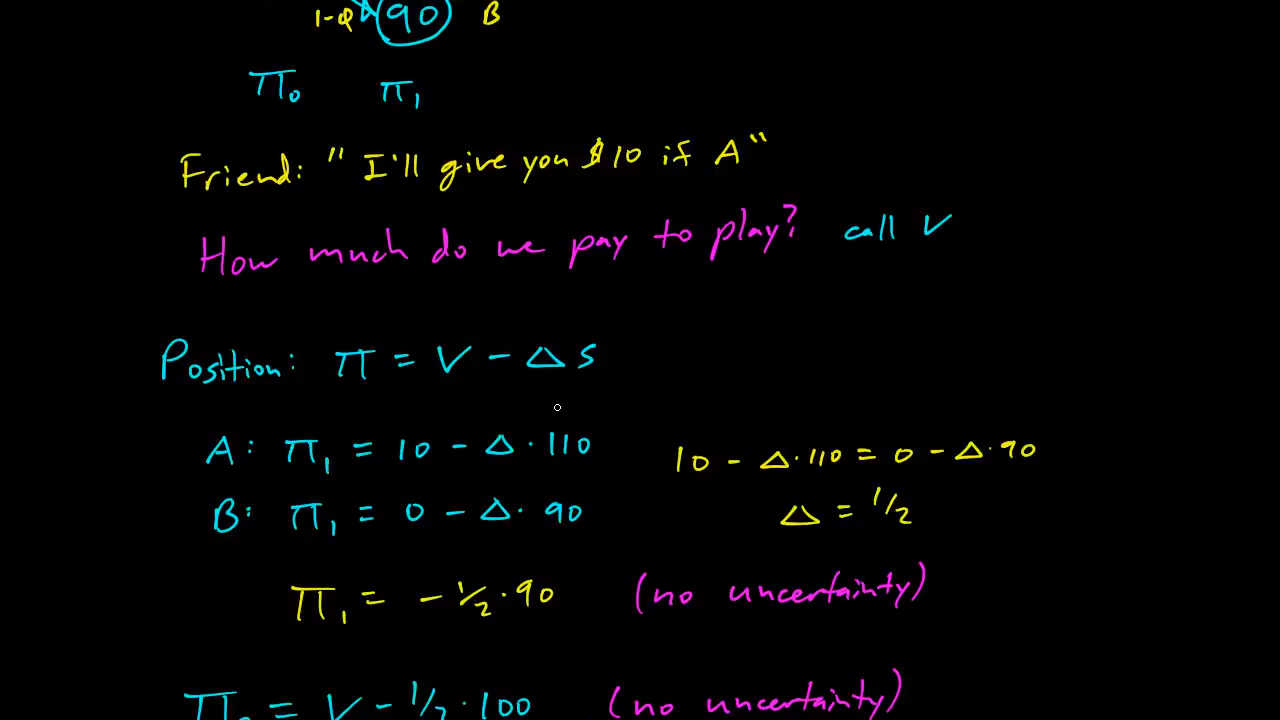 1-φ 90 B
Π₀ Π₁
Friend: "I'll give you $10 if A"
How much do we pay to play? call V
Position: Π = V - Δ S
A: Π₁ = 10 - Δ · 110 10 - Δ · 110 = 0 - Δ · 90
B: Π₁ = 0 - Δ · 90 Δ = 1/2
Π₁ = - 1/2 · 90 (no uncertainty)
Π₀ = V - 1/2 · 100 (no uncertainty)